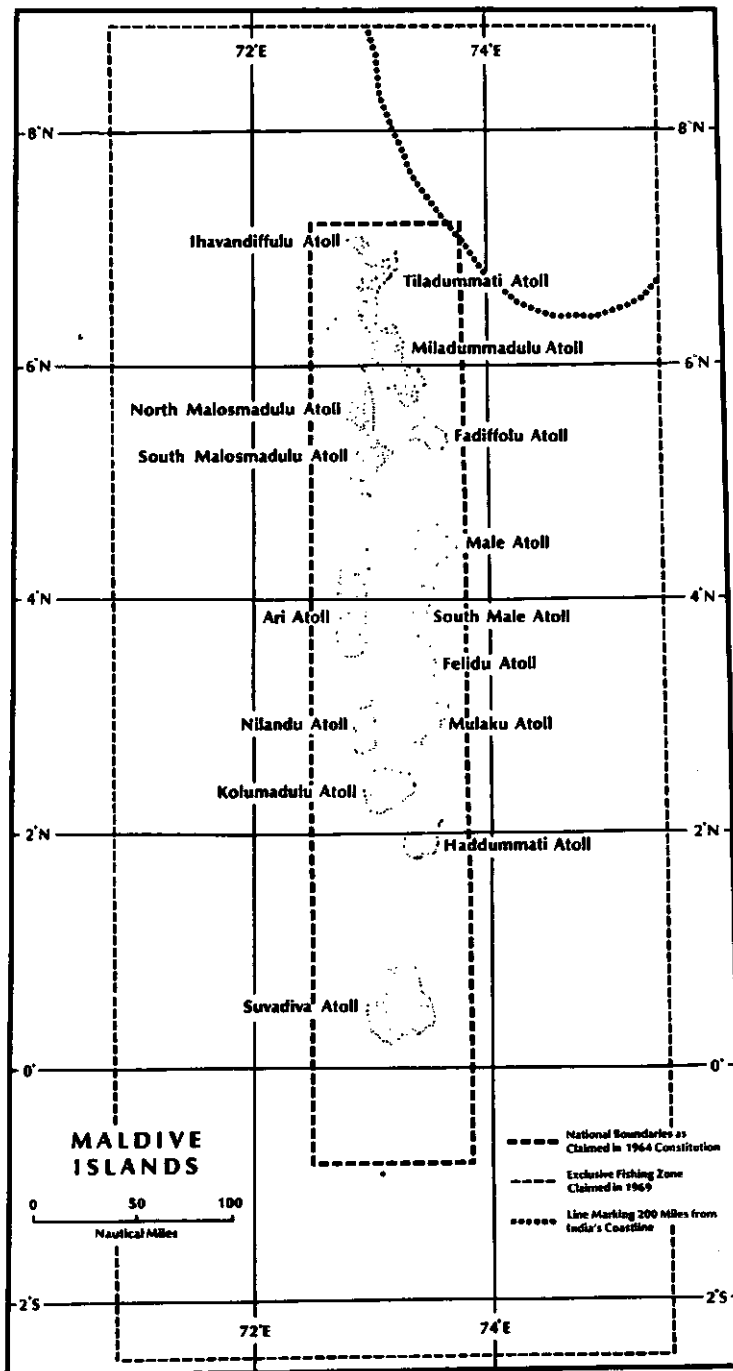 72°E
74°E
8°N
8°N
Ihavandiffulu Atoll
Tiladummati Atoll
Miladummadulu Atoll
6°N
6°N
North Malosmadulu Atoll
Fadiffolu Atoll
South Malosmadulu Atoll
Male Atoll
4°N
4°N
Ari Atoll
South Male Atoll
Felidu Atoll
Nilandu Atoll
Mulaku Atoll
Kolumadulu Atoll
2°N
2°N
Haddummati Atoll
Suvadiva Atoll
0°
0°
MALDIVE
ISLANDS
0 50 100
Nautical Miles
National Boundaries as
Claimed in 1964 Constitution
Exclusive Fishing Zone
Claimed in 1969
Line Marking 200 Miles from
India's Coastline
2°S
2°S
72°E
74°E